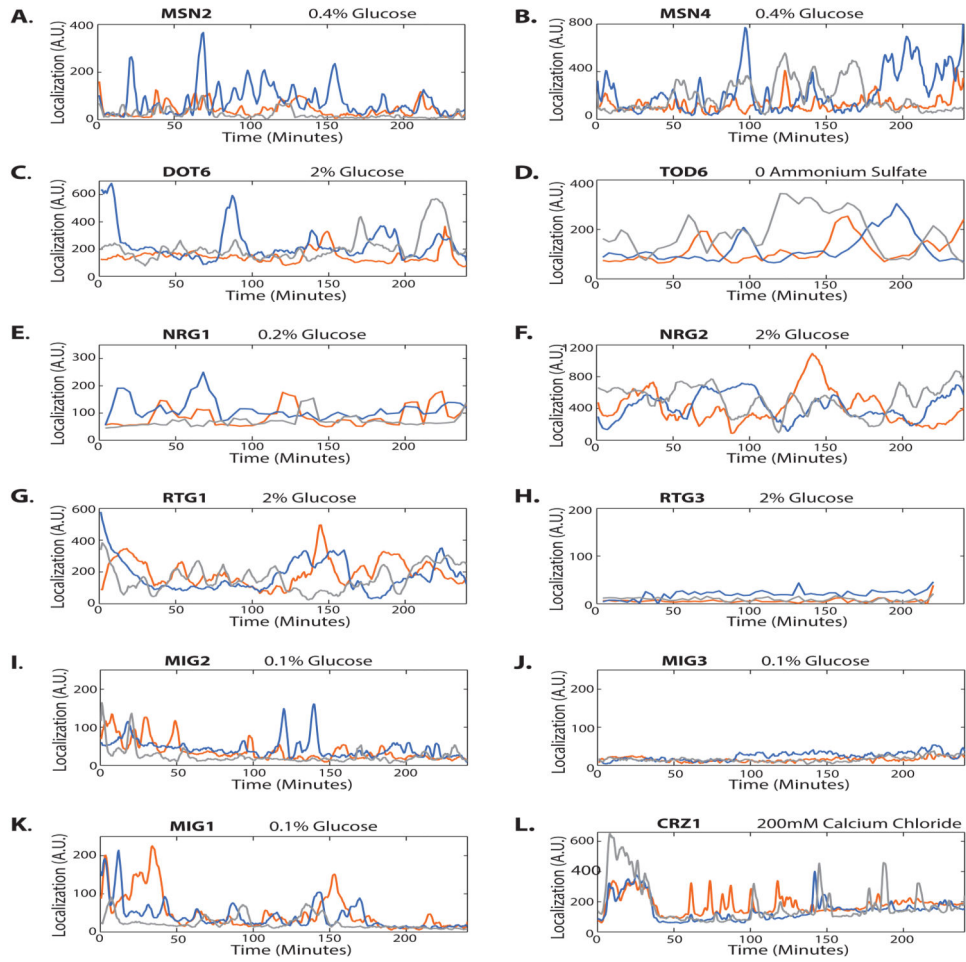 A. MSN2 0.4% Glucose
Localization (A.U.)
400
200
0
0 50 100 150 200
Time (Minutes)
B. MSN4 0.4% Glucose
Localization (A.U.)
800
400
0
0 50 100 150 200
Time (Minutes)
C. DOT6 2% Glucose
Localization (A.U.)
600
400
200
0
0 50 100 150 200
Time (Minutes)
D. TOD6 0 Ammonium Sulfate
Localization (A.U.)
400
200
0
0 50 100 150 200
Time (Minutes)
E. NRG1 0.2% Glucose
Localization (A.U.)
300
200
100
0
0 50 100 150 200
Time (Minutes)
F. NRG2 2% Glucose
Localization (A.U.)
1200
800
400
0
0 50 100 150 200
Time (Minutes)
G. RTG1 2% Glucose
Localization (A.U.)
600
400
200
0
0 50 100 150 200
Time (Minutes)
H. RTG3 2% Glucose
Localization (A.U.)
200
100
0
0 50 100 150 200
Time (Minutes)
I. MIG2 0.1% Glucose
Localization (A.U.)
200
100
0
0 50 100 150 200
Time (Minutes)
J. MIG3 0.1% Glucose
Localization (A.U.)
200
100
0
0 50 100 150 200
Time (Minutes)
K. MIG1 0.1% Glucose
Localization (A.U.)
200
100
0
0 50 100 150 200
Time (Minutes)
L. CRZ1 200mM Calcium Chloride
Localization (A.U.)
600
400
200
0
0 50 100 150 200
Time (Minutes)